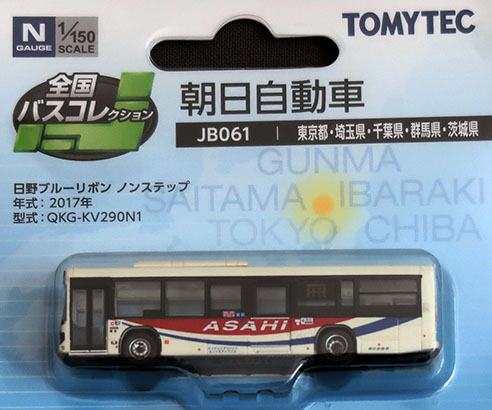 N GAUGE 1/150 SCALE
TOMYTEC
全国
バスコレクション
朝日自動車
JB061 東京都・埼玉県・千葉県・群馬県・茨城県
GUNMA
SAITAMA IBARAKI
TOKYO CHIBA
日野ブルーリボン ノンステップ
年式：2017年
型式：QKG-KV290N1
ASAHI